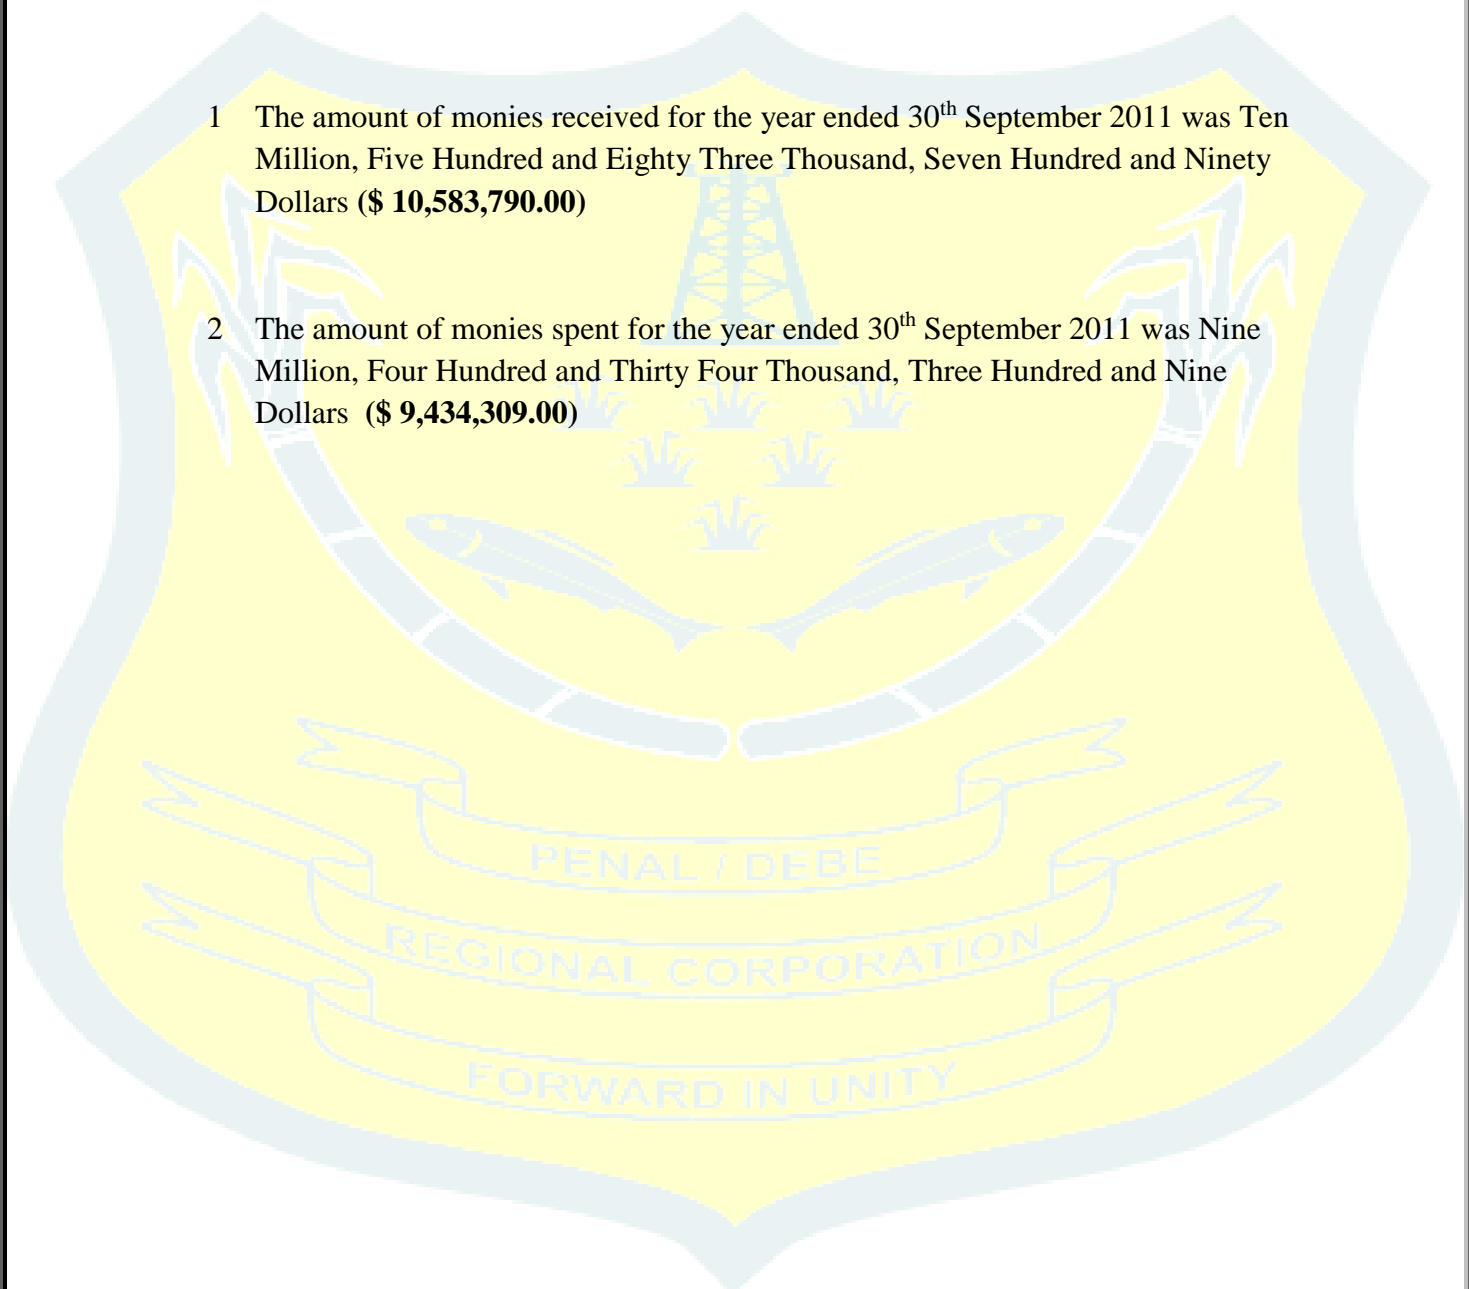 1 The amount of monies received for the year ended 30th September 2011 was Ten
Million, Five Hundred and Eighty Three Thousand, Seven Hundred and Ninety
Dollars ($ 10,583,790.00)
2 The amount of monies spent for the year ended 30th September 2011 was Nine
Million, Four Hundred and Thirty Four Thousand, Three Hundred and Nine
Dollars ($ 9,434,309.00)
PENAL / DEBE
REGIONAL CORPORATION
FORWARD IN UNITY